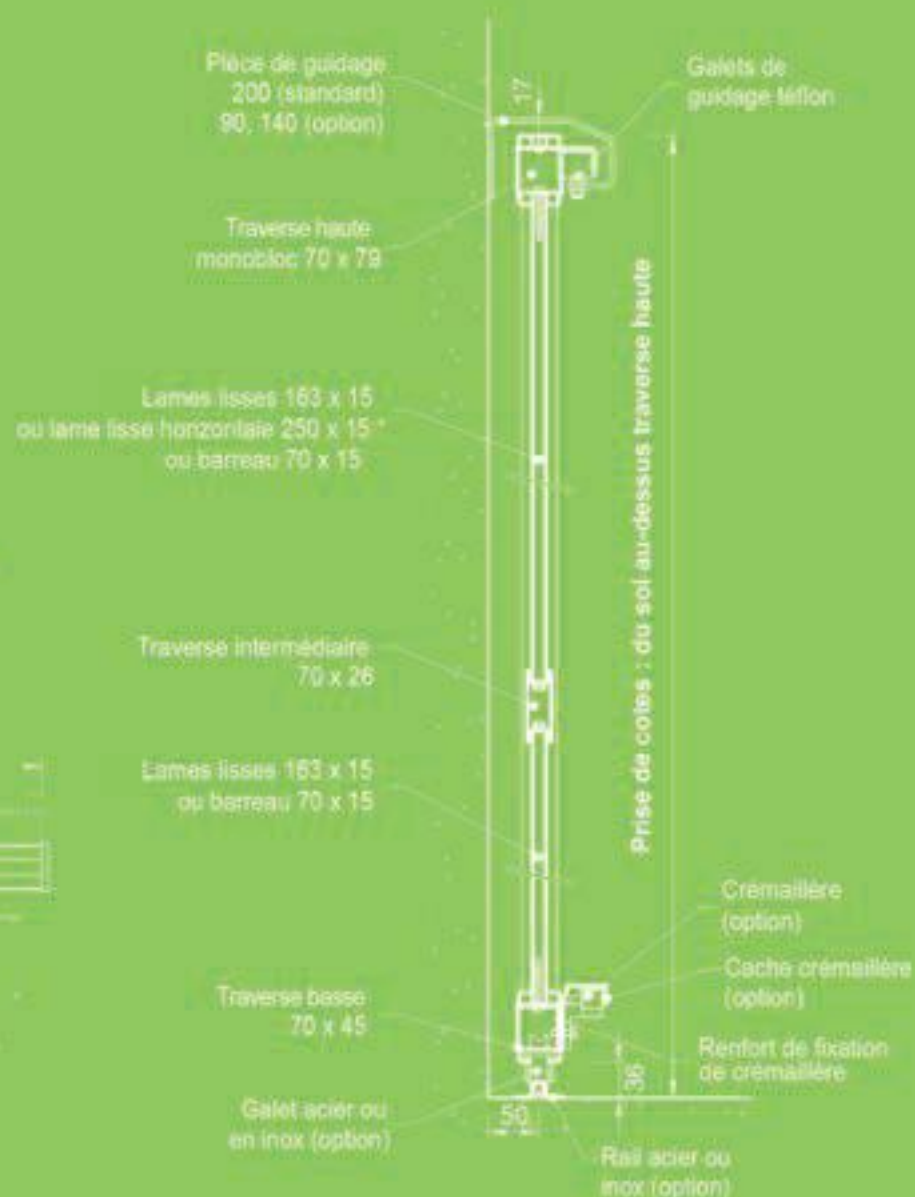 Pièce de guidage
200 (standard)
90, 140 (option)
17
Galets de
guidage téflon
Traverse haute
monobloc 70 x 79
Lames lisses 163 x 15
ou lame lisse horizontale 250 x 15 *
ou barreau 70 x 15
Prise de cotes : du sol au-dessus traverse haute
Traverse intermédiaire
70 x 26
Lames lisses 163 x 15
ou barreau 70 x 15
Crémaillère
(option)
Cache crémaillère
(option)
Traverse basse
70 x 45
Renfort de fixation
de crémaillère
36
Galet acier ou
en inox (option)
50
Rail acier ou
inox (option)